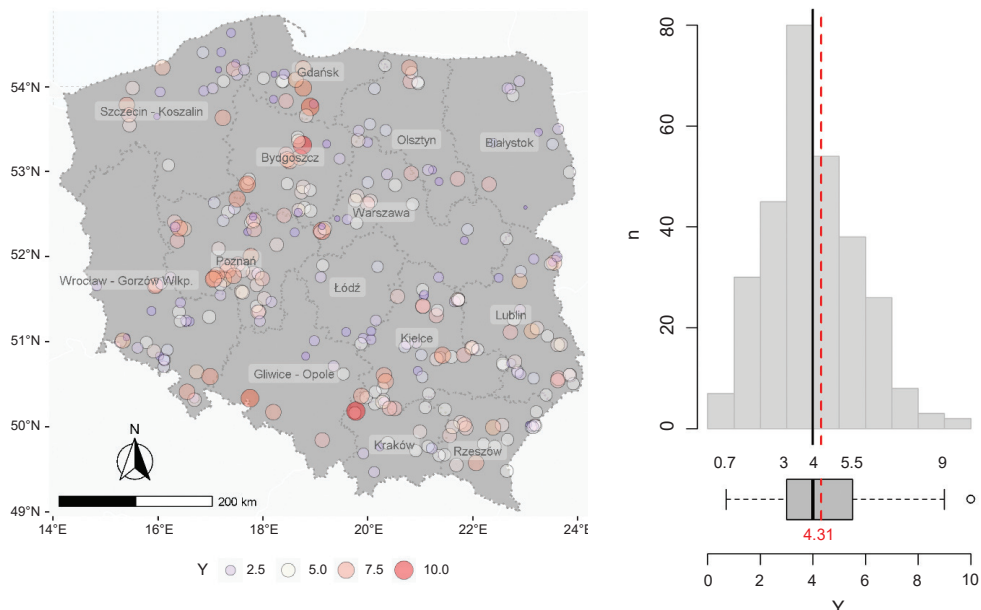 54°N
53°N
52°N
51°N
50°N
49°N
14°E
16°E
18°E
20°E
22°E
24°E
Gdańsk
Szczecin - Koszalin
Olsztyn
Białystok
Bydgoszcz
Warszawa
Poznań
Wrocław - Gorzów Wlkp.
Łódź
Lublin
Kielce
Gliwice - Opole
Kraków
Rzeszów
N
200 km
Y 2.5 5.0 7.5 10.0
n
80
60
40
20
0
0.7 3 4 5.5 9
4.31
0 2 4 6 8 10
Y